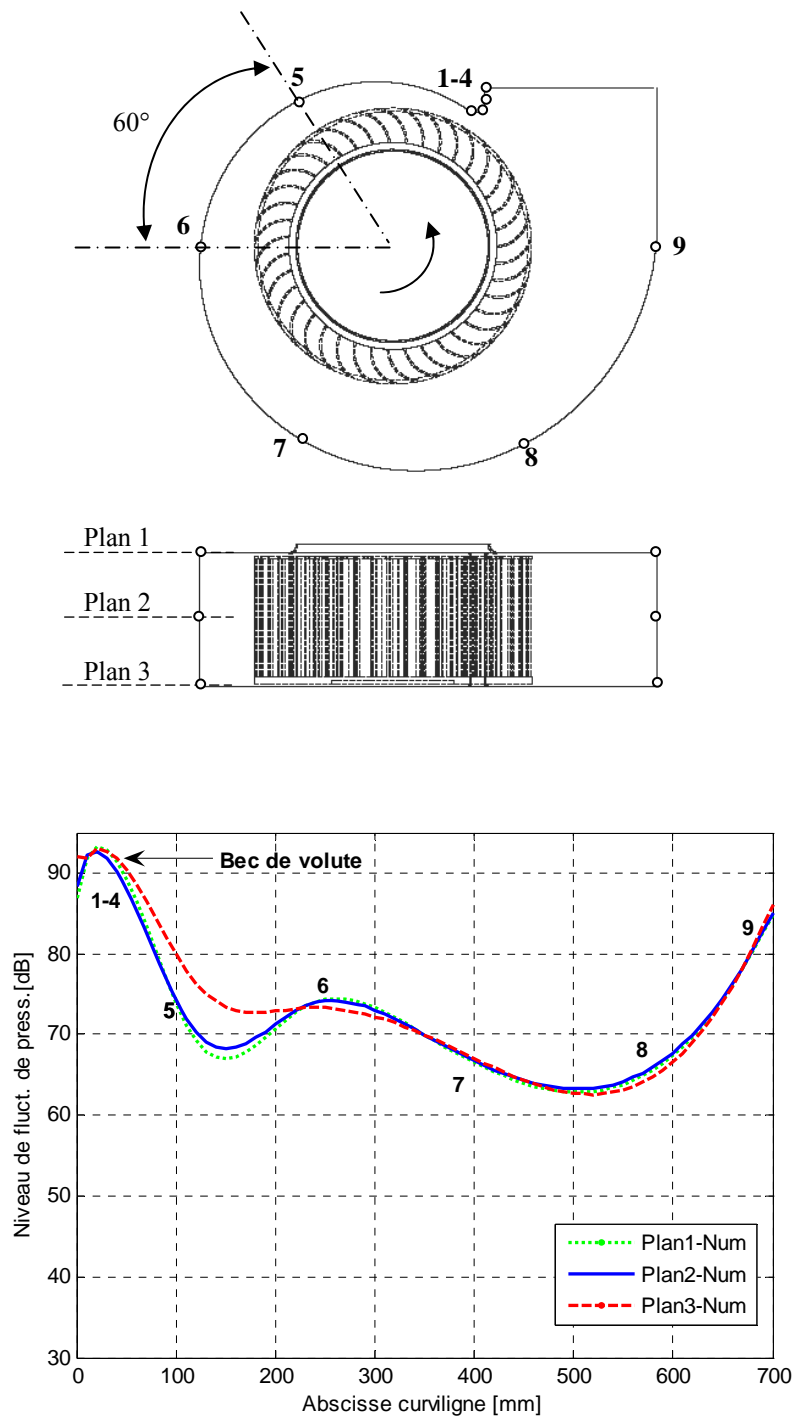 5
1-4
60°
6
9
7
8
Plan 1
Plan 2
Plan 3
Niveau de fluct. de press.[dB]
90
80
70
60
50
40
30
Bec de volute
1-4
5
6
7
8
9
Plan1-Num
Plan2-Num
Plan3-Num
0 100 200 300 400 500 600 700
Abscisse curviligne [mm]